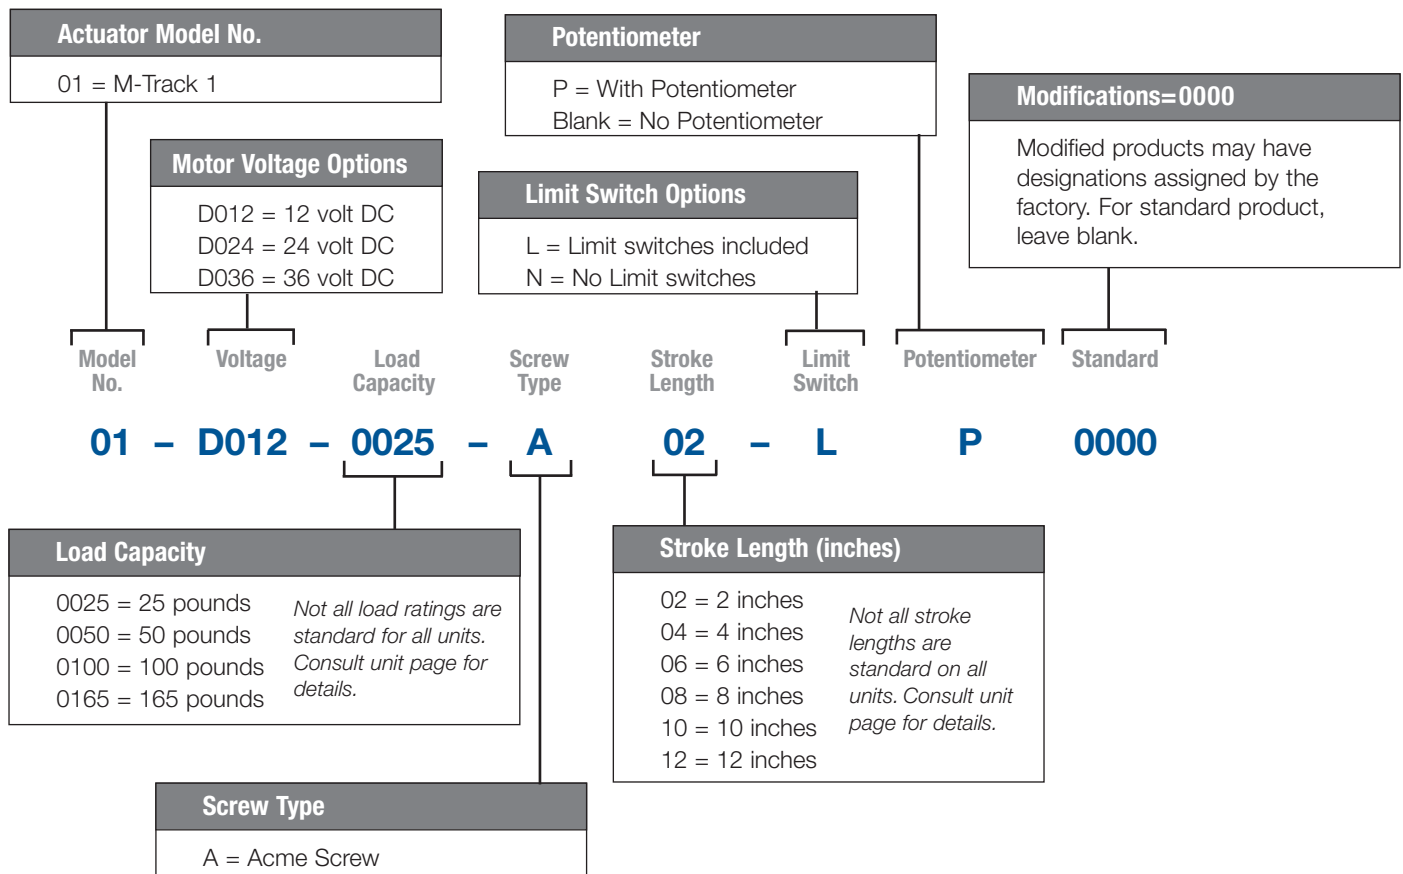 Actuator Model No.
01 = M-Track 1
Potentiometer
P = With Potentiometer
Blank = No Potentiometer
Modifications=0000
Modified products may have
designations assigned by the
factory. For standard product,
leave blank.
Motor Voltage Options
D012 = 12 volt DC
D024 = 24 volt DC
D036 = 36 volt DC
Limit Switch Options
L = Limit switches included
N = No Limit switches
Model
No.
Voltage
Load
Capacity
Screw
Type
Stroke
Length
Limit
Switch
Potentiometer
Standard
01 – D012 – 0025 – A 02 – L P 0000
Load Capacity
0025 = 25 pounds
0050 = 50 pounds
0100 = 100 pounds
0165 = 165 pounds
Not all load ratings are
standard for all units.
Consult unit page for
details.
Stroke Length (inches)
02 = 2 inches
04 = 4 inches
06 = 6 inches
08 = 8 inches
10 = 10 inches
12 = 12 inches
Not all stroke
lengths are
standard on all
units. Consult unit
page for details.
Screw Type
A = Acme Screw